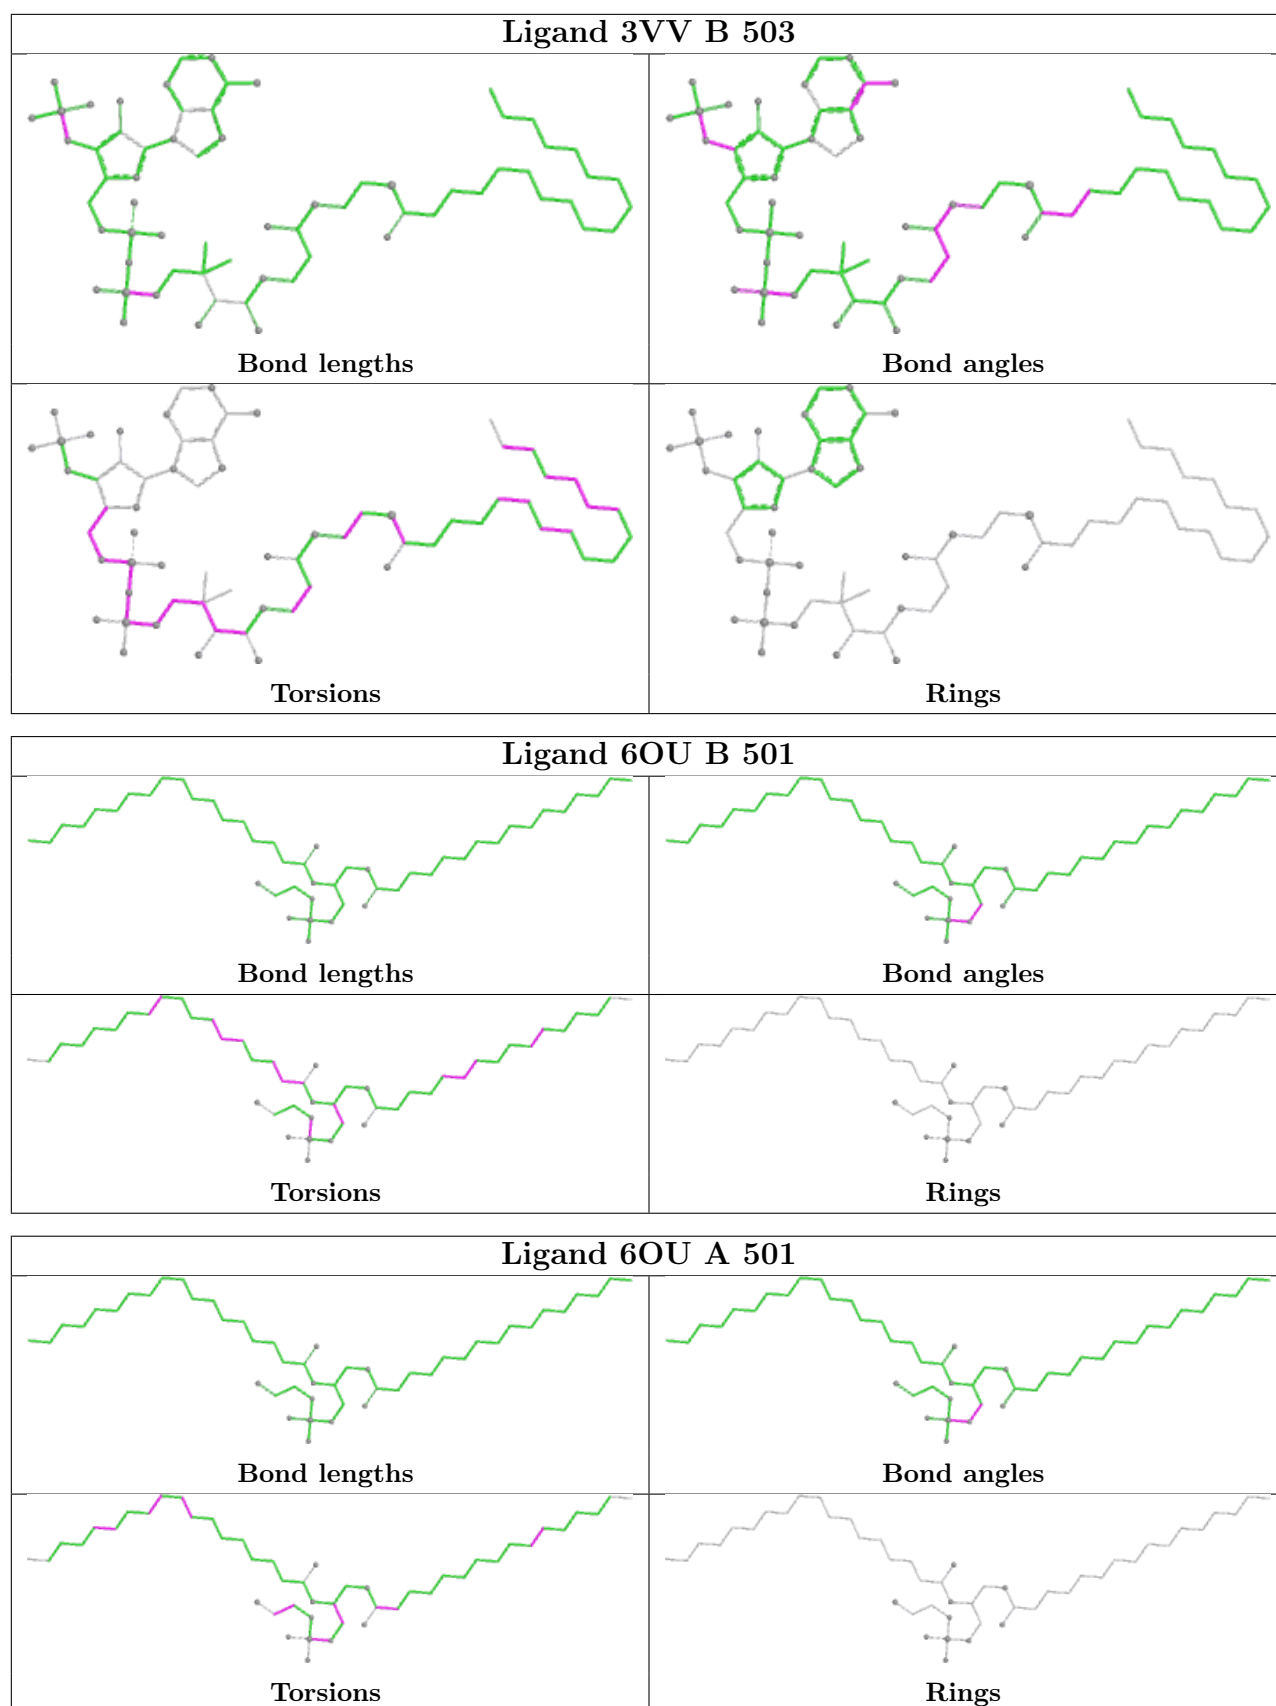 Ligand 3VV B 503
Bond lengths
Bond angles
Torsions
Rings
Ligand 6OU B 501
Bond lengths
Bond angles
Torsions
Rings
Ligand 6OU A 501
Bond lengths
Bond angles
Torsions
Rings